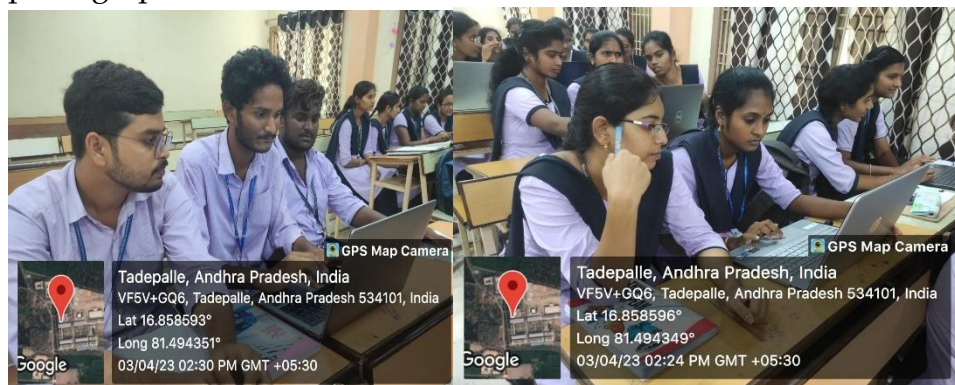 GPS Map Camera
Tadepalle, Andhra Pradesh, India
VF5V+GQ6, Tadepalle, Andhra Pradesh 534101, India
Lat 16.858593°
Long 81.494351°
03/04/23 02:30 PM GMT +05:30
Google
GPS Map Camera
Tadepalle, Andhra Pradesh, India
VF5V+GQ6, Tadepalle, Andhra Pradesh 534101, India
Lat 16.858596°
Long 81.494349°
03/04/23 02:24 PM GMT +05:30
Google
DELL